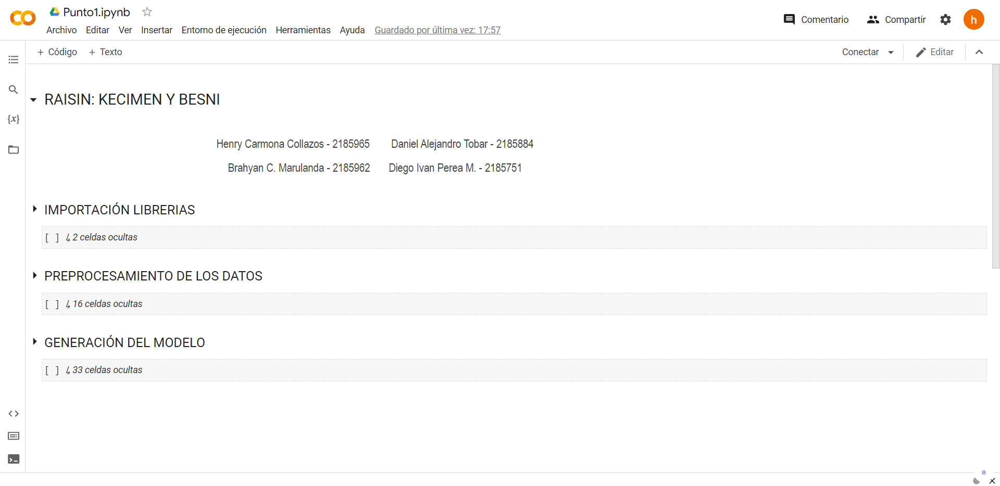 Punto1.ipynb
Archivo Editar Ver Insertar Entorno de ejecución Herramientas Ayuda Guardado por última vez: 17:57
Comentario Compartir h
+ Código + Texto Conectar Editar
{x}
RAISIN: KECIMEN Y BESNI
Henry Carmona Collazos - 2185965 Daniel Alejandro Tobar - 2185884
Brahyan C. Marulanda - 2185962 Diego Ivan Perea M. - 2185751
IMPORTACIÓN LIBRERIAS
[ ] ↳ 2 celdas ocultas
PREPROCESAMIENTO DE LOS DATOS
[ ] ↳ 16 celdas ocultas
GENERACIÓN DEL MODELO
[ ] ↳ 33 celdas ocultas
B